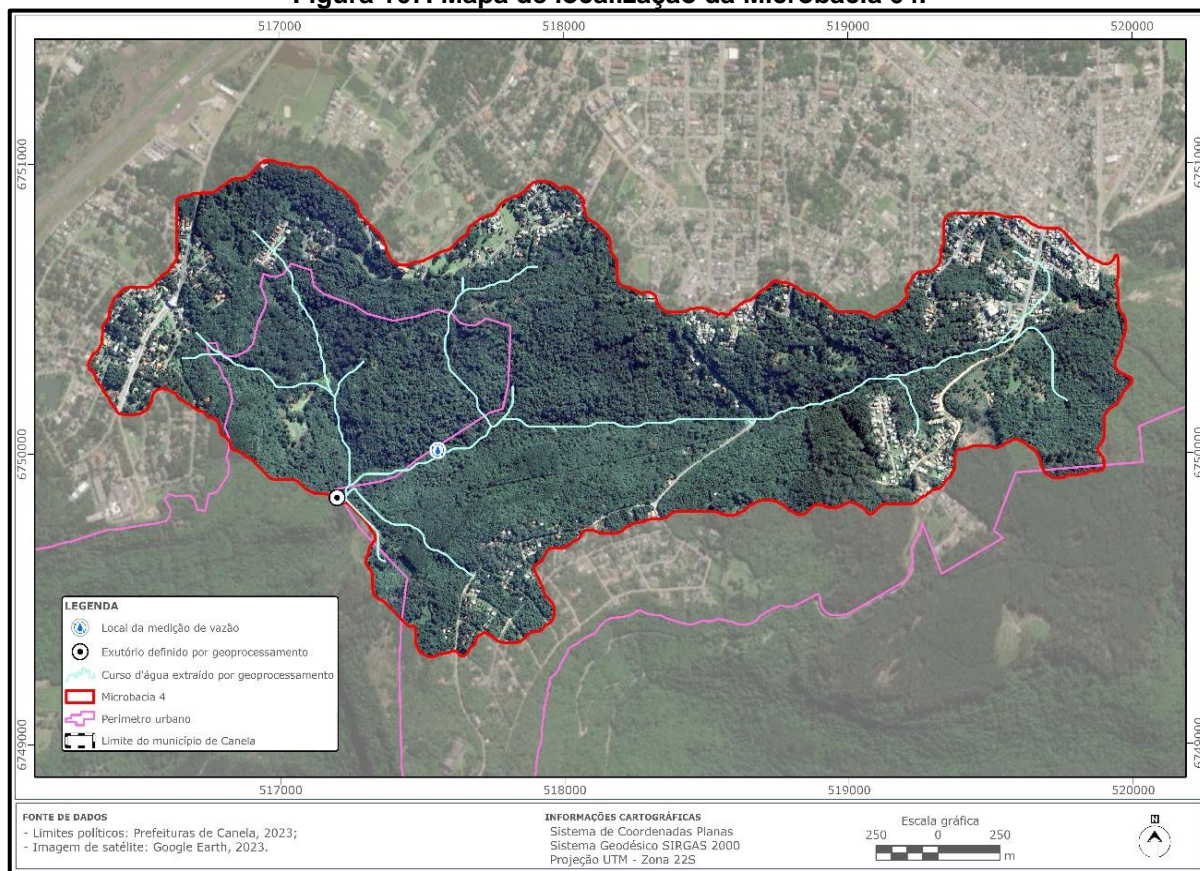 Figura 107: Mapa de localização da Microbacia 04.
517000 518000 519000 520000
6751000 6751000
6750000 6750000
6749000 6749000
LEGENDA
Local da medição de vazão
Exutório definido por geoprocessamento
Curso d'água extraído por geoprocessamento
Microbacia 4
Perímetro urbano
Limite do município de Canela
517000 518000 519000 520000
FONTE DE DADOS
- Limites políticos: Prefeituras de Canela, 2023;
- Imagem de satélite: Google Earth, 2023.
INFORMAÇÕES CARTOGRÁFICAS
Sistema de Coordenadas Planas
Sistema Geodésico SIRGAS 2000
Projeção UTM - Zona 22S
Escala gráfica
250 0 250
m
N